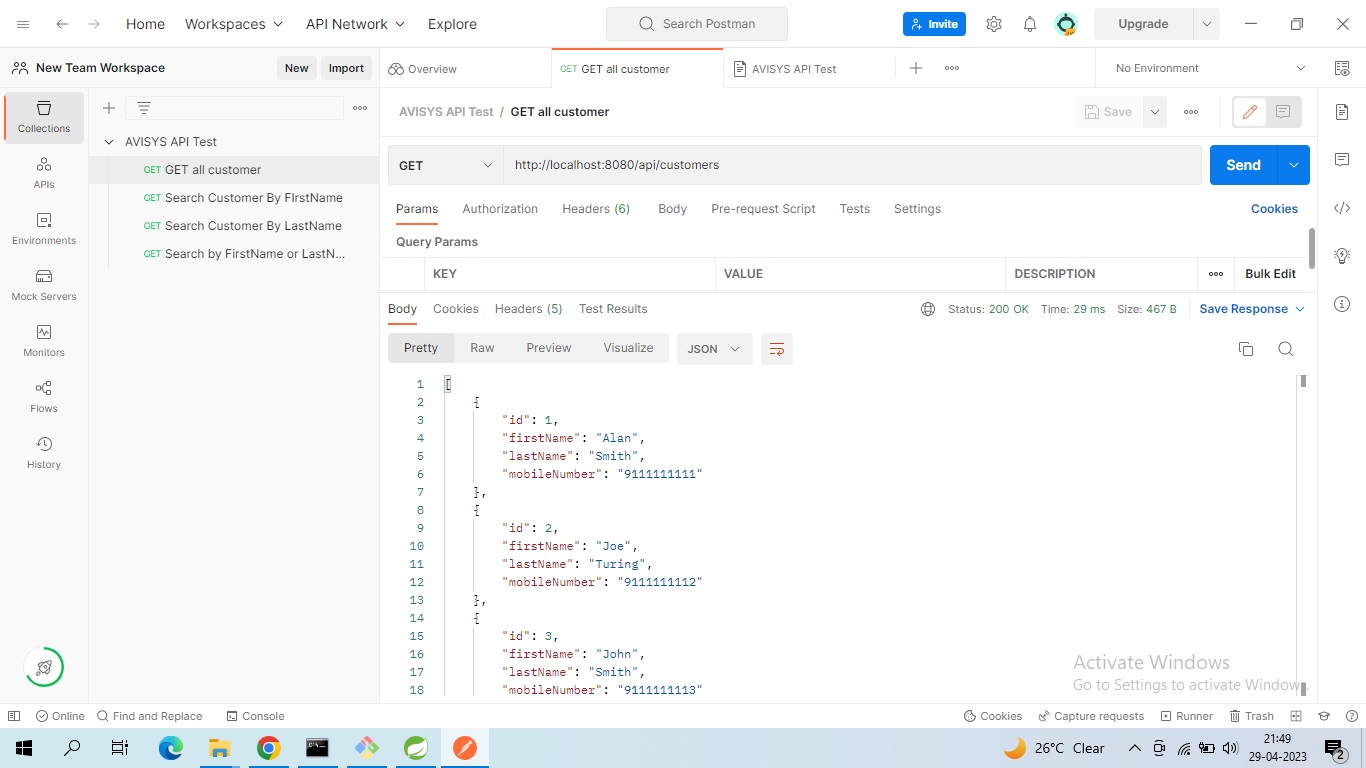 Home Workspaces API Network Explore Search Postman Invite Upgrade
New Team Workspace New Import Overview GET GET all customer AVISYS API Test No Environment
Collections
APIs
Environments
Mock Servers
Monitors
Flows
History
AVISYS API Test
GET GET all customer
GET Search Customer By FIrstName
GET Search Customer By LastName
GET Search by FirstName or LastN...
AVISYS API Test / GET all customer Save
GET http://localhost:8080/api/customers Send
Params Authorization Headers (6) Body Pre-request Script Tests Settings Cookies
Query Params
KEY VALUE DESCRIPTION Bulk Edit
Body Cookies Headers (5) Test Results Status: 200 OK Time: 29 ms Size: 467 B Save Response
Pretty Raw Preview Visualize JSON
1 [
2 {
3 "id": 1,
4 "firstName": "Alan",
5 "lastName": "Smith",
6 "mobileNumber": "9111111111"
7 },
8 {
9 "id": 2,
10 "firstName": "Joe",
11 "lastName": "Turing",
12 "mobileNumber": "9111111112"
13 },
14 {
15 "id": 3,
16 "firstName": "John",
17 "lastName": "Smith",
18 "mobileNumber": "9111111113"
Activate Windows
Go to Settings to activate Windows.
Online Find and Replace Console Cookies Capture requests Runner Trash
26°C Clear 21:49
29-04-2023
2